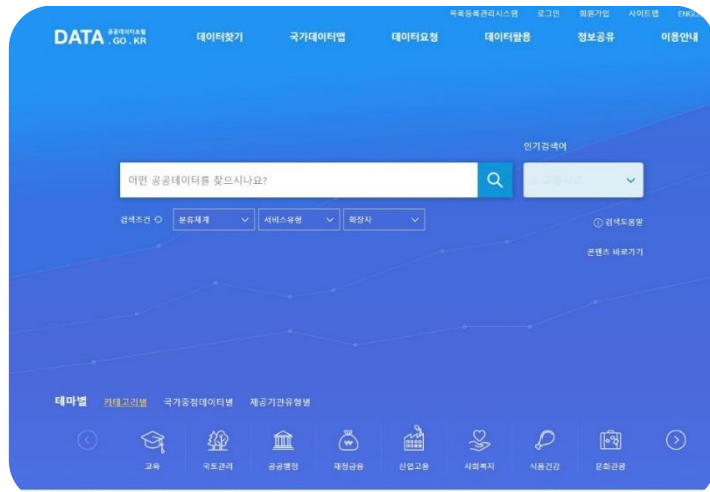 목록등록관리시스템 로그인 회원가입 사이트맵
DATA 공공데이터포털
.GO.KR
데이터찾기 국가데이터맵 데이터요청 데이터활용 정보공유 이용안내
인기검색어
어떤 공공데이터를 찾으시나요?
검색조건 분류체계 서비스유형 확장자
검색도움말
콘텐츠 바로가기
테마별 카테고리별 국가중점데이터별 제공기관유형별
교육 국토관리 공공행정 재정금융 산업고용 사회복지 식품건강 문화관광